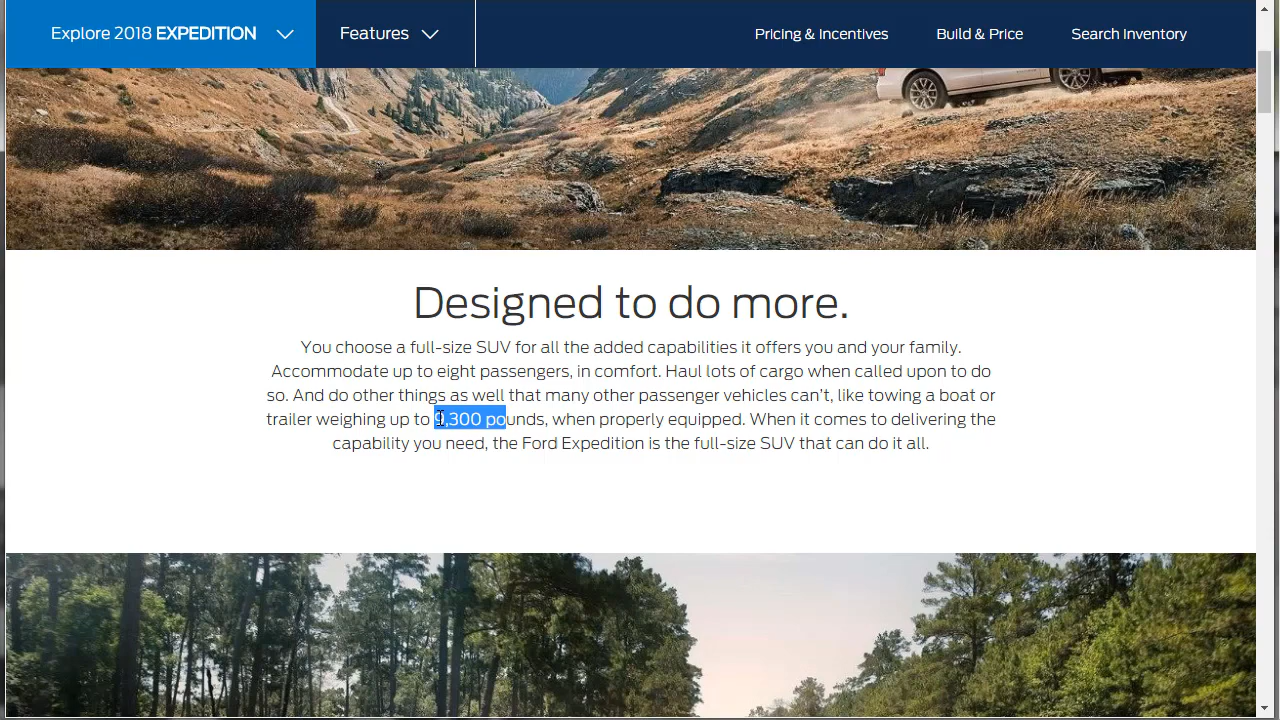 Explore 2018 EXPEDITION
Features
Pricing & Incentives
Build & Price
Search Inventory
Designed to do more.
You choose a full-size SUV for all the added capabilities it offers you and your family.
Accommodate up to eight passengers, in comfort. Haul lots of cargo when called upon to do
so. And do other things as well that many other passenger vehicles can't, like towing a boat or
trailer weighing up to 9,300 pounds, when properly equipped. When it comes to delivering the
capability you need, the Ford Expedition is the full-size SUV that can do it all.